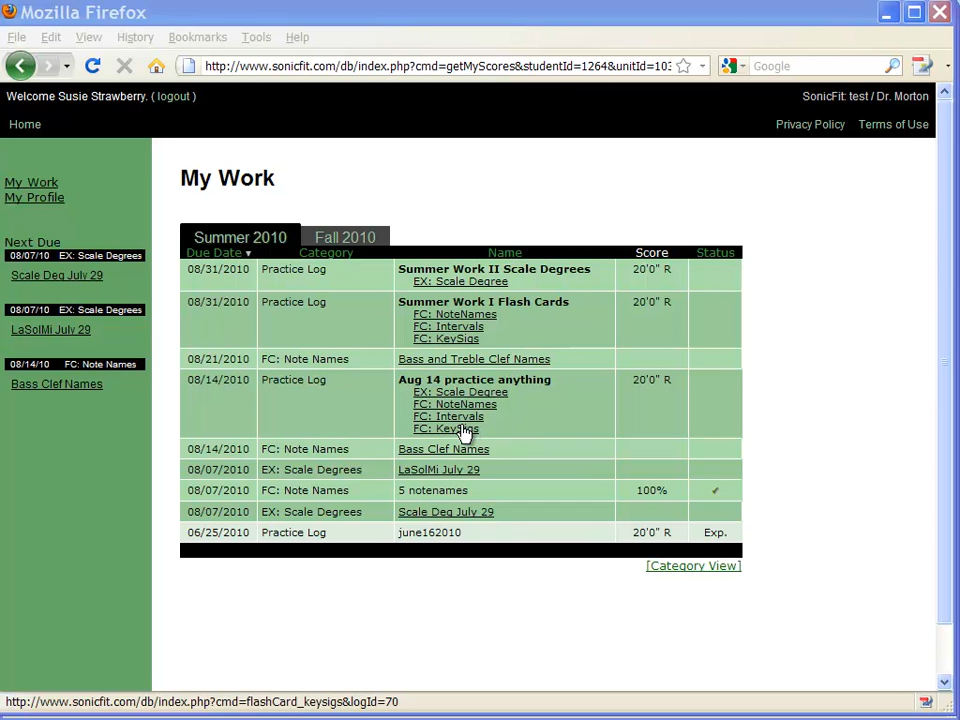 Mozilla Firefox
File Edit View History Bookmarks Tools Help
http://www.sonicfit.com/db/index.php?cmd=getMyScores&studentId=1264&unitId=103
Google
Welcome Susie Strawberry. ( logout )
SonicFit: test / Dr. Morton
Home
Privacy Policy Terms of Use
My Work
My Profile
Next Due
08/07/10 EX: Scale Degrees
Scale Deg July 29
08/07/10 EX: Scale Degrees
LaSolMi July 29
08/14/10 FC: Note Names
Bass Clef Names
My Work
Summer 2010 Fall 2010
Due Date ▾ Category Name Score Status
08/31/2010 Practice Log Summer Work II Scale Degrees 20'0" R
EX: Scale Degree
08/31/2010 Practice Log Summer Work I Flash Cards 20'0" R
FC: NoteNames
FC: Intervals
FC: KeySigs
08/21/2010 FC: Note Names Bass and Treble Clef Names
08/14/2010 Practice Log Aug 14 practice anything 20'0" R
EX: Scale Degree
FC: NoteNames
FC: Intervals
FC: KeySigs
08/14/2010 FC: Note Names Bass Clef Names
08/07/2010 EX: Scale Degrees LaSolMi July 29
08/07/2010 FC: Note Names 5 notenames 100% ✓
08/07/2010 EX: Scale Degrees Scale Deg July 29
06/25/2010 Practice Log june162010 20'0" R Exp.
[Category View]
http://www.sonicfit.com/db/index.php?cmd=flashCard_keysigs&logId=70